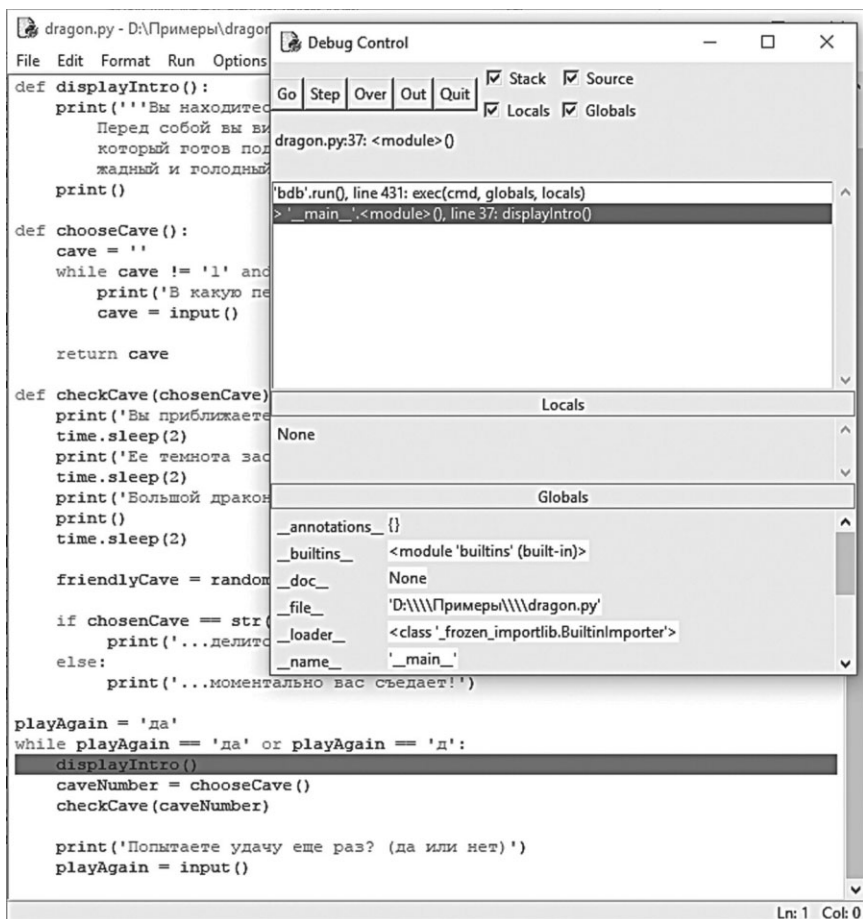 dragon.py - D:\Примеры\dragon
File Edit Format Run Options
def displayIntro():
print('''Вы находитес
Перед собой вы ви
который готов под
жадный и голодный
print()
def chooseCave():
cave = ''
while cave != '1' and
print('В какую пе
cave = input()
return cave
def checkCave(chosenCave)
print('Вы приближаете
time.sleep(2)
print('Ее темнота зас
time.sleep(2)
print('Большой дракон
print()
time.sleep(2)
friendlyCave = random
if chosenCave == str(
print('...делитс
else:
print('...моментально вас съедает!')
playAgain = 'да'
while playAgain == 'да' or playAgain == 'д':
displayIntro()
caveNumber = chooseCave()
checkCave(caveNumber)
print('Попытаете удачу еще раз? (да или нет)')
playAgain = input()
Ln: 1 Col: 0
Debug Control
Go Step Over Out Quit
Stack Source
Locals Globals
dragon.py:37: <module>()
'bdb'.run(), line 431: exec(cmd, globals, locals)
> '__main__'.<module>(), line 37: displayIntro()
Locals
None
Globals
__annotations__ {}
__builtins__ <module 'builtins' (built-in)>
__doc__ None
__file__ 'D:\\\\Примеры\\\\dragon.py'
__loader__ <class '_frozen_importlib.BuiltinImporter'>
__name__ '__main__'